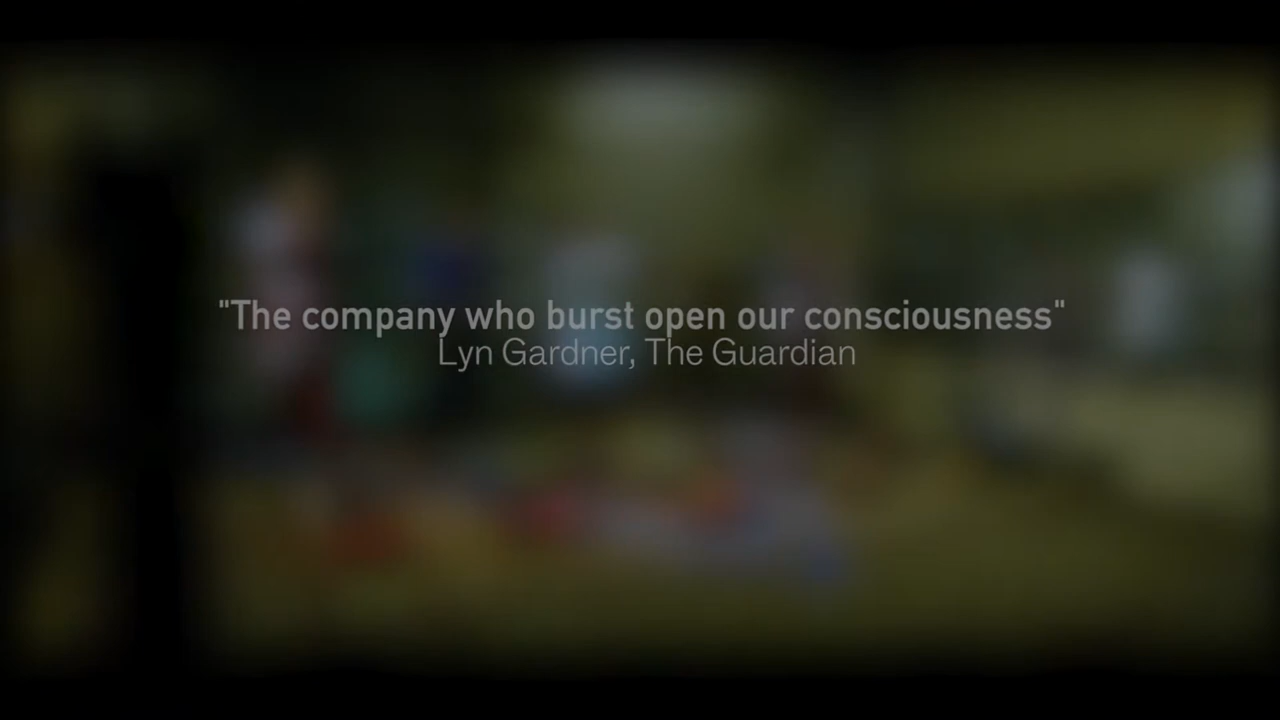 "The company who burst open our consciousness"
Lyn Gardner, The Guardian